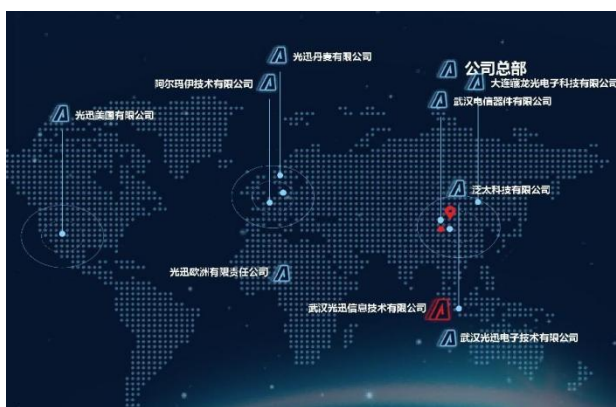 光迅丹麦有限公司
公司总部
阿尔玛伊技术有限公司
大连藏龙光电子科技有限公司
武汉电信器件有限公司
光迅美国有限公司
泛太科技有限公司
光迅欧洲有限责任公司
武汉光迅信息技术有限公司
武汉光迅电子技术有限公司